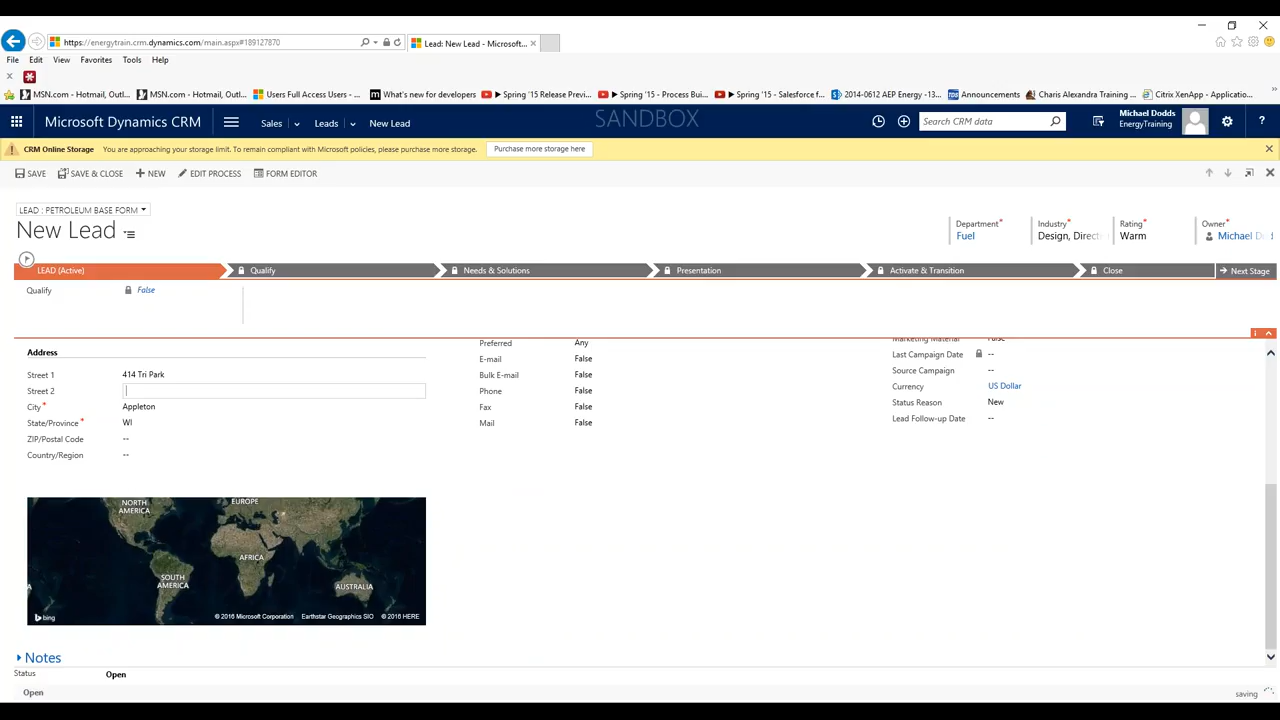 https://energytrain.crm.dynamics.com/main.aspx#189127870
Lead: New Lead - Microsoft...
File Edit View Favorites Tools Help
MSN.com - Hotmail, Outl... MSN.com - Hotmail, Outl... Users Full Access Users - ... What's new for developers Spring '15 Release Previ... Spring '15 - Process Bui... Spring '15 - Salesforce f... 2014-0612 AEP Energy -13... Announcements Charis Alexandra Training ... Citrix XenApp - Applicatio...
Microsoft Dynamics CRM Sales Leads New Lead SANDBOX Search CRM data Michael Dodds
EnergyTraining
CRM Online Storage You are approaching your storage limit. To remain compliant with Microsoft policies, please purchase more storage. Purchase more storage here
SAVE SAVE & CLOSE + NEW EDIT PROCESS FORM EDITOR
LEAD : PETROLEUM BASE FORM
New Lead
Department* Industry* Rating* Owner*
Fuel Design, Directe Warm Michael Dod
LEAD (Active) Qualify Needs & Solutions Presentation Activate & Transition Close Next Stage
Qualify False
Address
Preferred Any
Marketing Material False
Street 1 414 Tri Park
E-mail False
Last Campaign Date --
Street 2
Bulk E-mail False
Source Campaign --
City* Appleton
Phone False
Currency US Dollar
State/Province* WI
Fax False
Status Reason New
ZIP/Postal Code --
Mail False
Lead Follow-up Date --
Country/Region --
NORTH
AMERICA
EUROPE
AFRICA
SOUTH
AMERICA
AUSTRALIA
A
bing © 2016 Microsoft Corporation Earthstar Geographics SIO © 2016 HERE
Notes
Status Open
Open saving